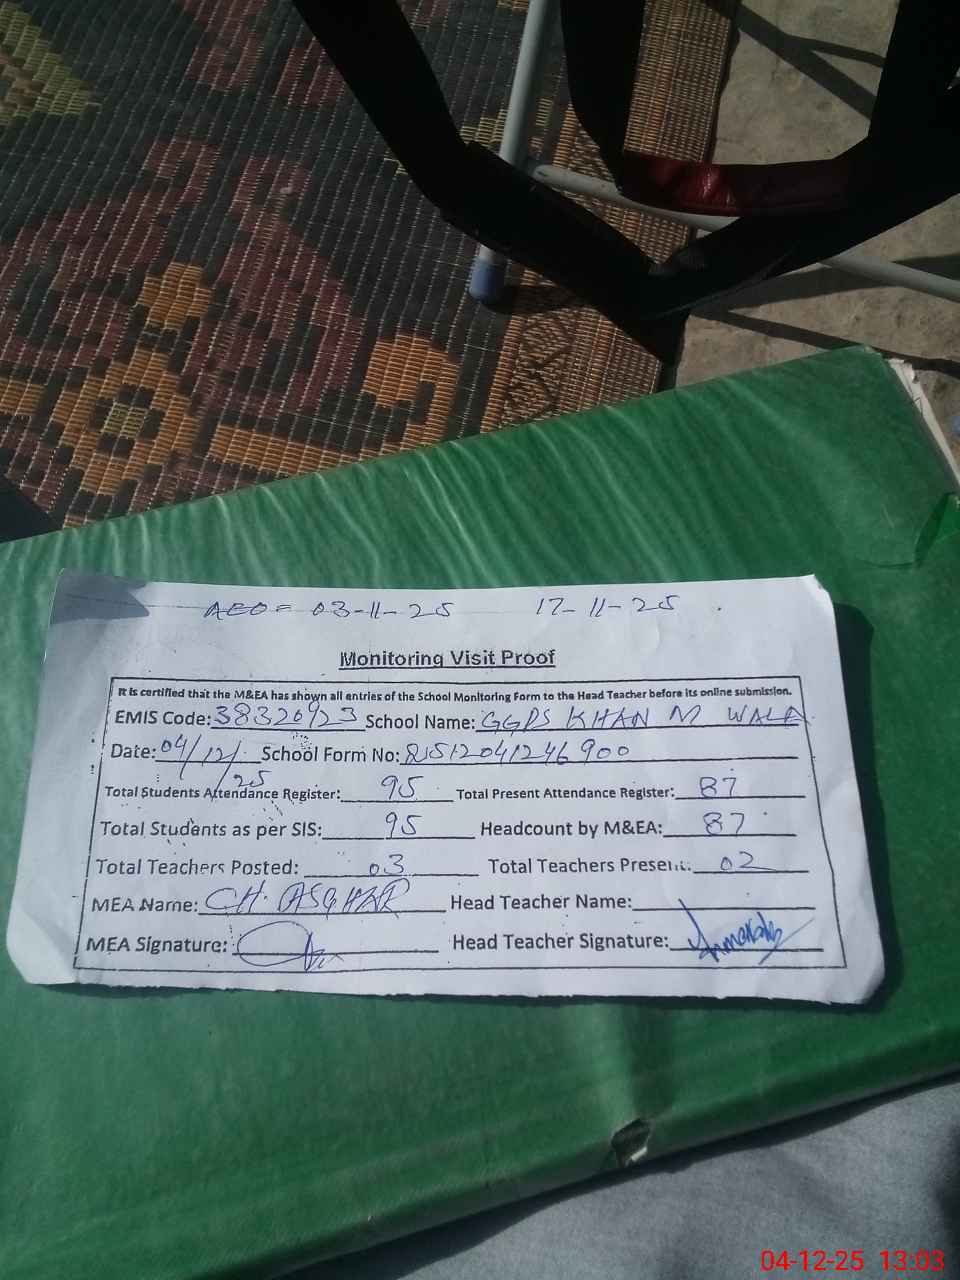 AEO = 03-11-25 17-11-25
Monitoring Visit Proof
It is certified that the M&EA has shown all entries of the School Monitoring Form to the Head Teacher before its online submission.
EMIS Code: 38320923 School Name: GGPS KHAN M WALA
Date: 04/12/25 School Form No: 
Total Students Attendance Register: 95 Total Present Attendance Register: 87
Total Students as per SIS: 95 Headcount by M&EA: 87
Total Teachers Posted: 03 Total Teachers Present: 02
MEA Name: CH. ASGHAR Head Teacher Name:
MEA Signature: Head Teacher Signature:
04-12-25 13:03